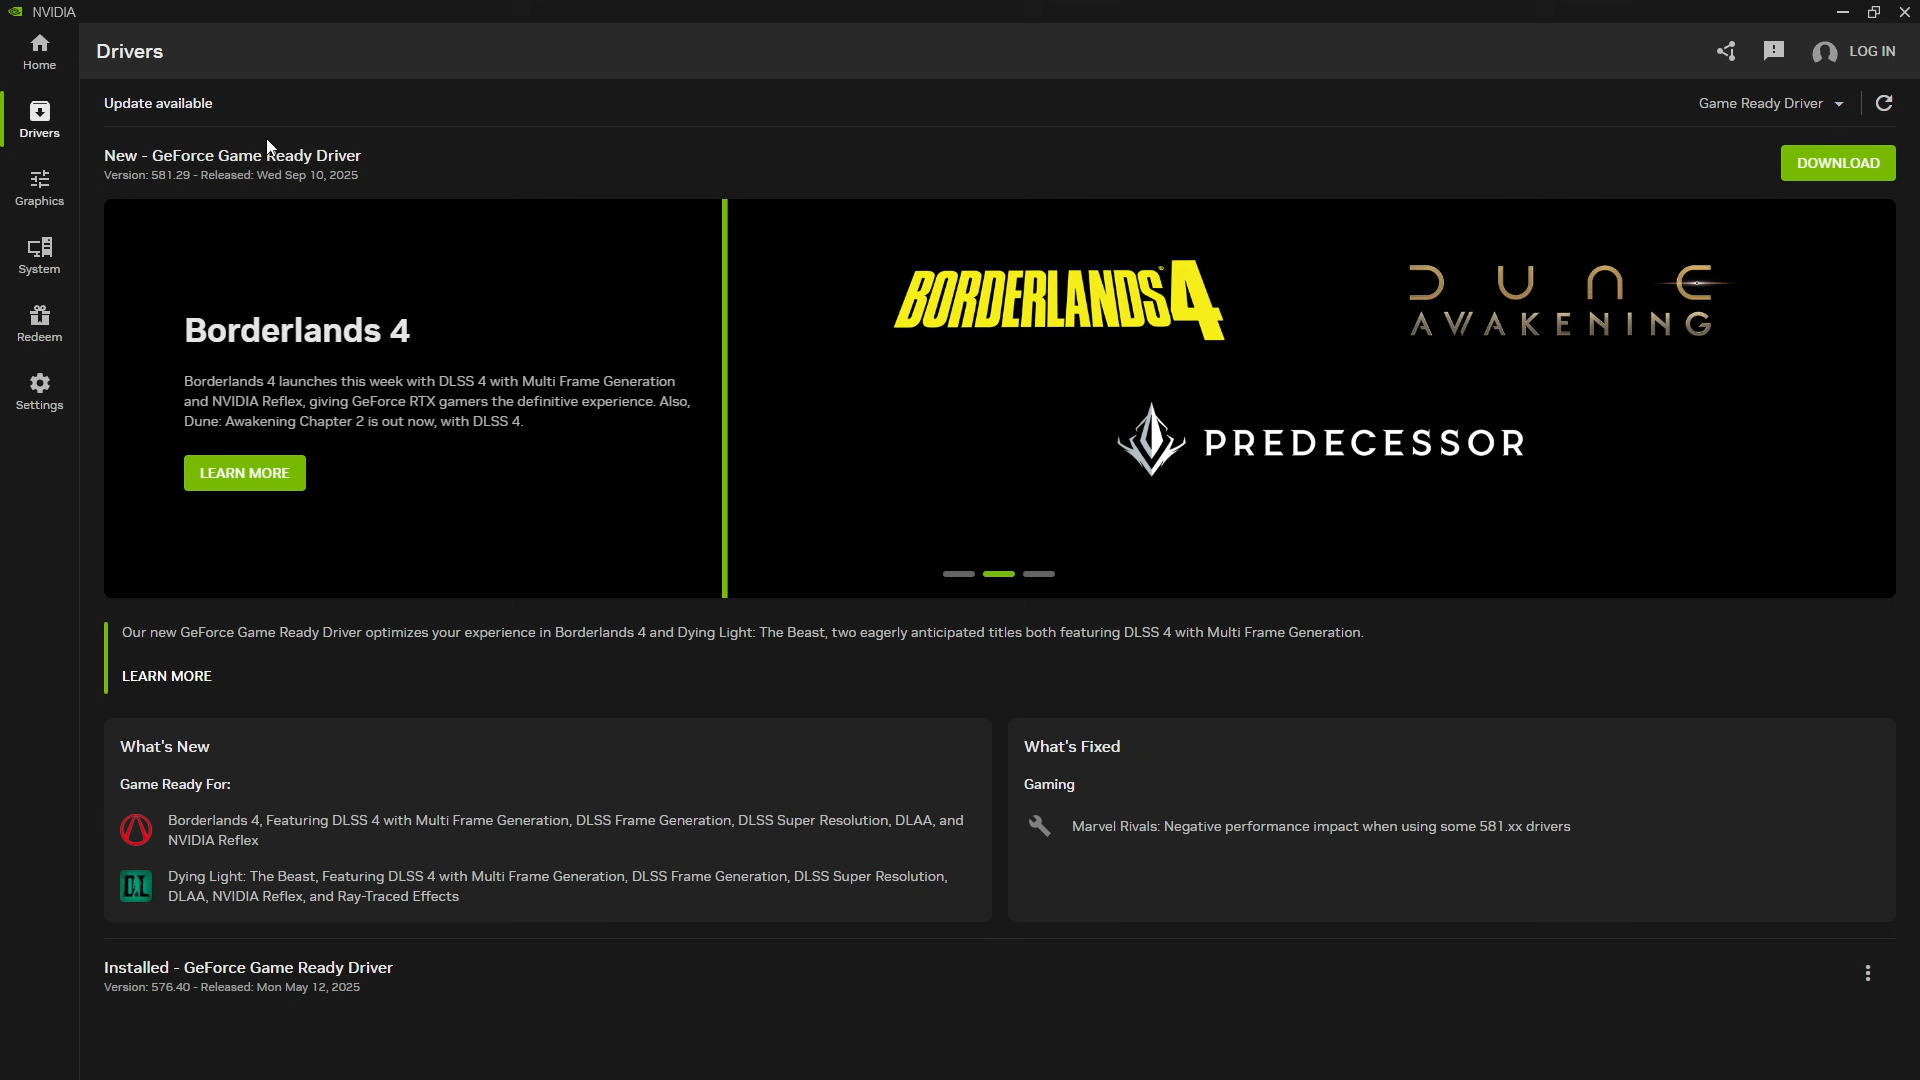 NVIDIA
Home
Drivers
LOG IN
Drivers
Update available
Game Ready Driver
New - GeForce Game Ready Driver
Version: 581.29 - Released: Wed Sep 10, 2025
DOWNLOAD
Graphics
System
Redeem
Settings
Borderlands 4
Borderlands 4 launches this week with DLSS 4 with Multi Frame Generation
and NVIDIA Reflex, giving GeForce RTX gamers the definitive experience. Also,
Dune: Awakening Chapter 2 is out now, with DLSS 4.
LEARN MORE
BORDERLANDS 4
DUNE
AWAKENING
PREDECESSOR
Our new GeForce Game Ready Driver optimizes your experience in Borderlands 4 and Dying Light: The Beast, two eagerly anticipated titles both featuring DLSS 4 with Multi Frame Generation.
LEARN MORE
What's New
Game Ready For:
Borderlands 4, Featuring DLSS 4 with Multi Frame Generation, DLSS Frame Generation, DLSS Super Resolution, DLAA, and
NVIDIA Reflex
DL
Dying Light: The Beast, Featuring DLSS 4 with Multi Frame Generation, DLSS Frame Generation, DLSS Super Resolution,
DLAA, NVIDIA Reflex, and Ray-Traced Effects
What's Fixed
Gaming
Marvel Rivals: Negative performance impact when using some 581.xx drivers
Installed - GeForce Game Ready Driver
Version: 576.40 - Released: Mon May 12, 2025